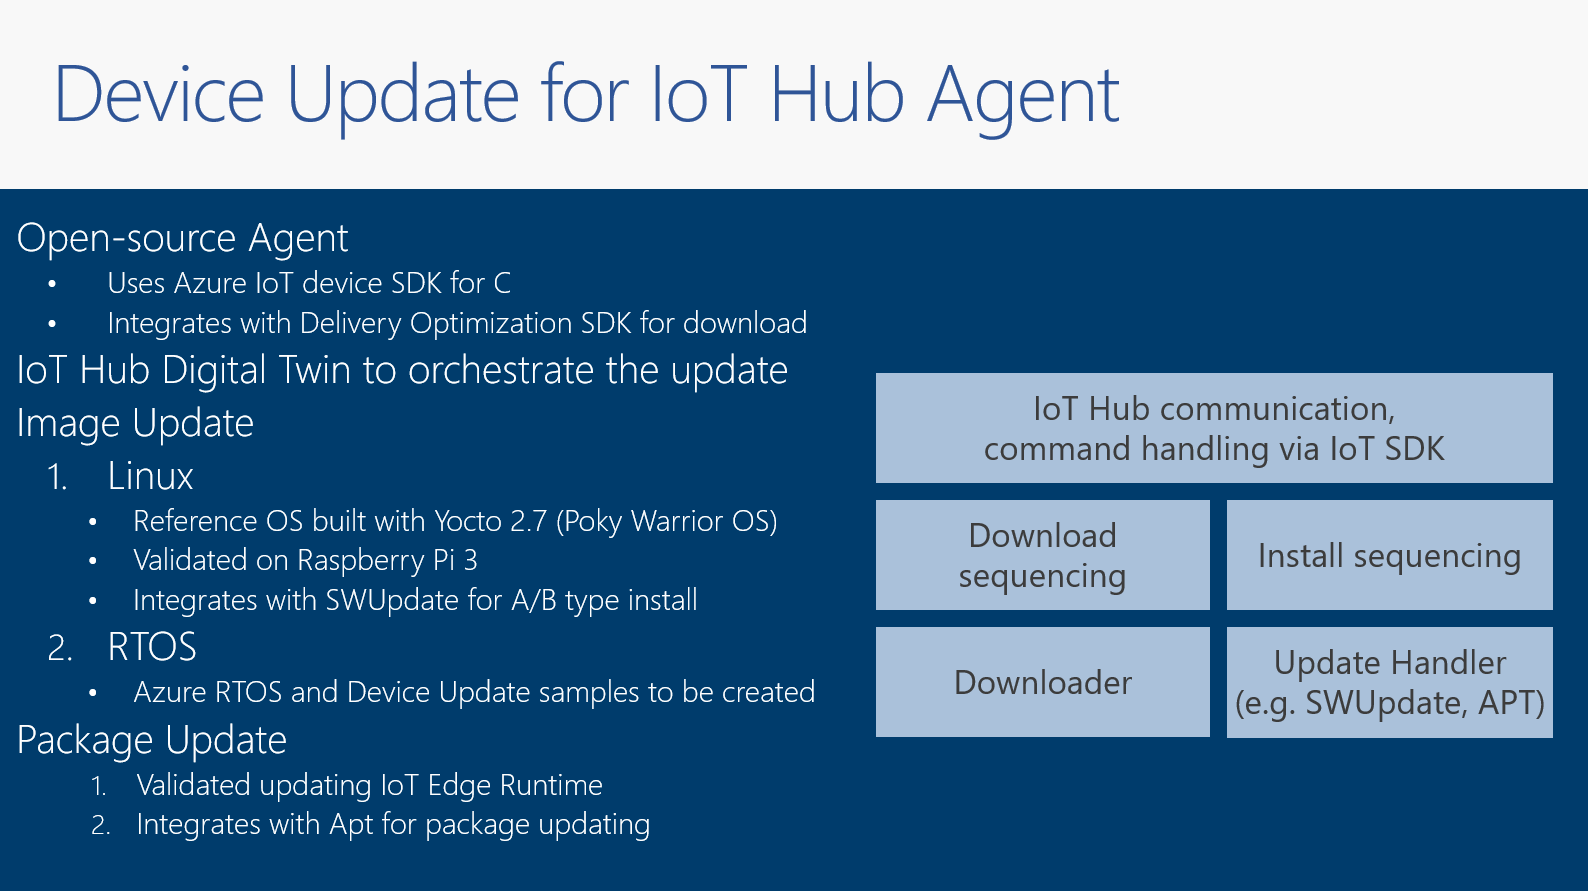 Device Update for IoT Hub Agent
Open-source Agent
• Uses Azure IoT device SDK for C
• Integrates with Delivery Optimization SDK for download
IoT Hub Digital Twin to orchestrate the update
Image Update
1. Linux
• Reference OS built with Yocto 2.7 (Poky Warrior OS)
• Validated on Raspberry Pi 3
• Integrates with SWUpdate for A/B type install
2. RTOS
• Azure RTOS and Device Update samples to be created
Package Update
1. Validated updating IoT Edge Runtime
2. Integrates with Apt for package updating
IoT Hub communication,
command handling via IoT SDK
Download
sequencing
Install sequencing
Downloader
Update Handler
(e.g. SWUpdate, APT)